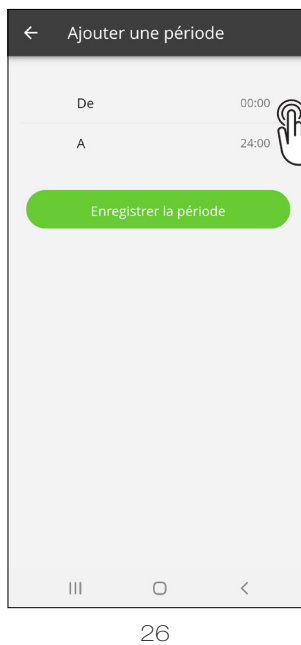 Ajouter une période
De 00:00
A 24:00
Enregistrer la période
26